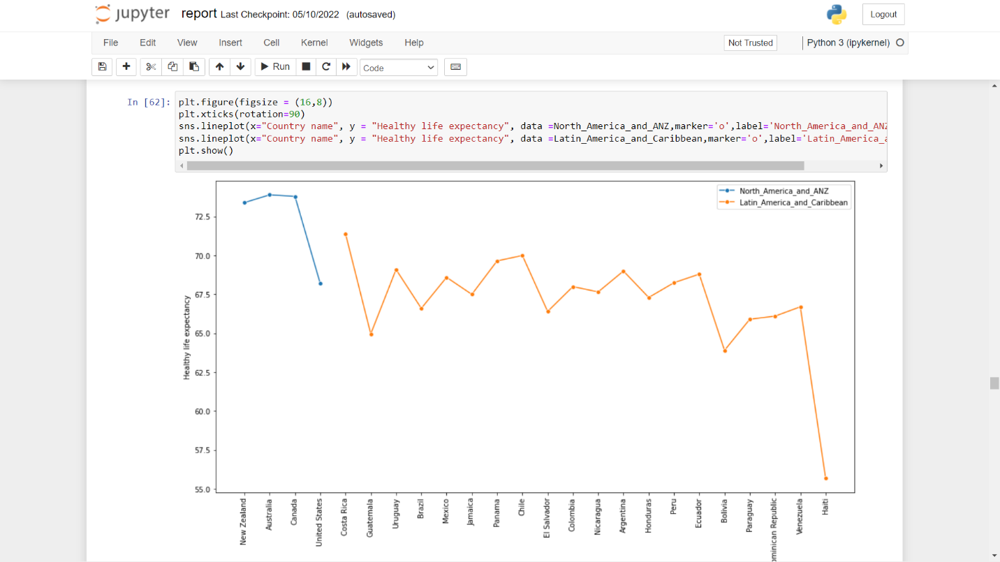 jupyter report Last Checkpoint: 05/10/2022 (autosaved)
Logout
File Edit View Insert Cell Kernel Widgets Help
Not Trusted
Python 3 (ipykernel)
Run
Code
In [62]:
plt.figure(figsize = (16,8))
plt.xticks(rotation=90)
sns.lineplot(x="Country name", y = "Healthy life expectancy", data =North_America_and_ANZ,marker='o',label='North_America_and_ANZ
sns.lineplot(x="Country name", y = "Healthy life expectancy", data =Latin_America_and_Caribbean,marker='o',label='Latin_America_a
plt.show()
North_America_and_ANZ
Latin_America_and_Caribbean
Healthy life expectancy
72.5
70.0
67.5
65.0
62.5
60.0
57.5
55.0
New Zealand
Australia
Canada
United States
Costa Rica
Guatemala
Uruguay
Brazil
Mexico
Jamaica
Panama
Chile
El Salvador
Colombia
Nicaragua
Argentina
Honduras
Peru
Ecuador
Bolivia
Paraguay
ominican Republic
Venezuela
Haiti